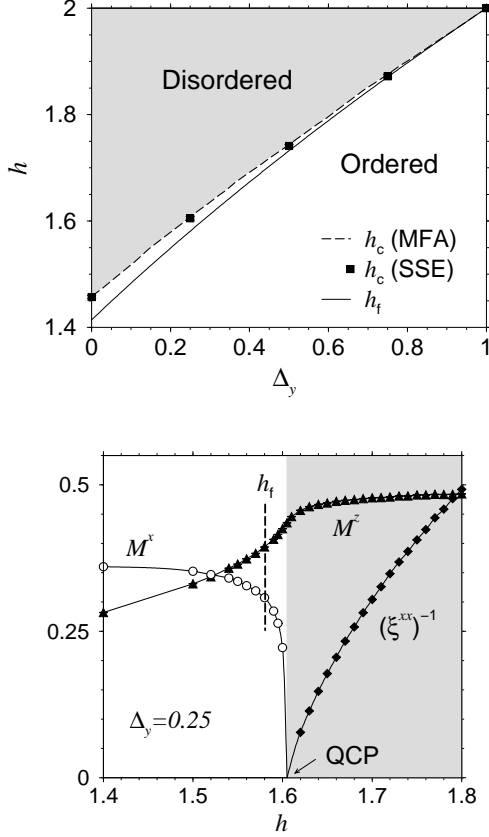 2
Disordered
1.8
h
Ordered
1.6
h_c (MFA)
h_c (SSE)
h_f
1.4
0 0.2 0.4 0.6 0.8 1
Δ_y
0.5
h_f
M^x
M^z
0.25
(ξ^xx)^−1
Δ_y=0.25
QCP
0
1.4 1.5 1.6 1.7 1.8
h